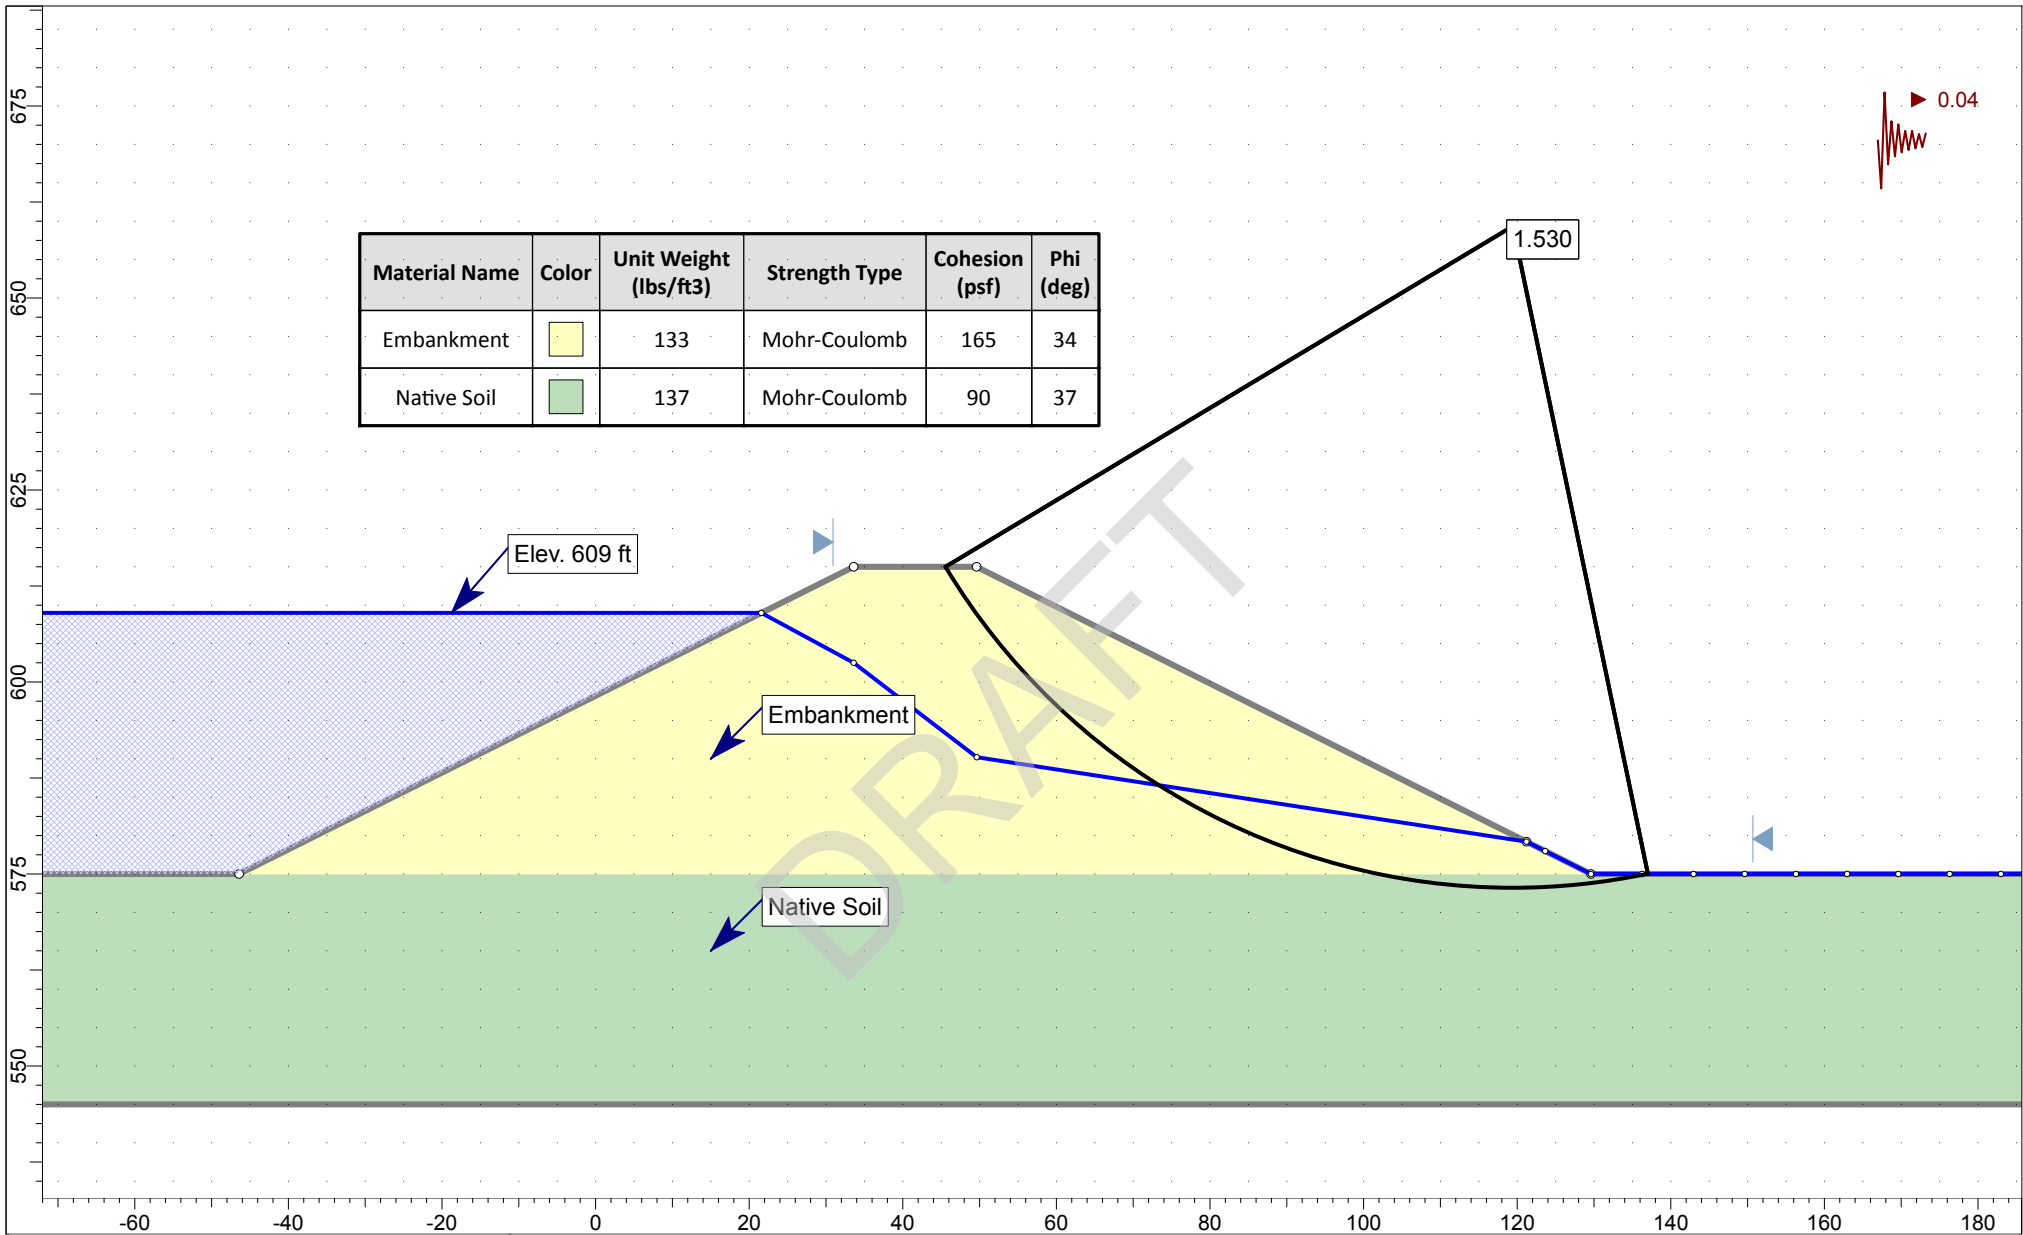 675
650
625
600
575
550
0.04
1.530
Material Name Color Unit Weight (lbs/ft3) Strength Type Cohesion (psf) Phi (deg)
Embankment 133 Mohr-Coulomb 165 34
Native Soil 137 Mohr-Coulomb 90 37
Elev. 609 ft
Embankment
Native Soil
DRAFT
-60 -40 -20 0 20 40 60 80 100 120 140 160 180